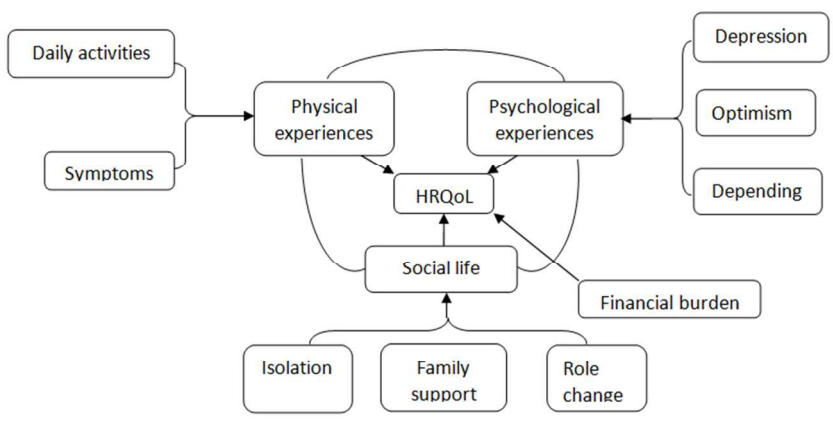 Daily activities
Depression
Physical
experiences
Psychological
experiences
Optimism
Symptoms
HRQoL
Depending
Social life
Financial burden
Isolation
Family
support
Role
change